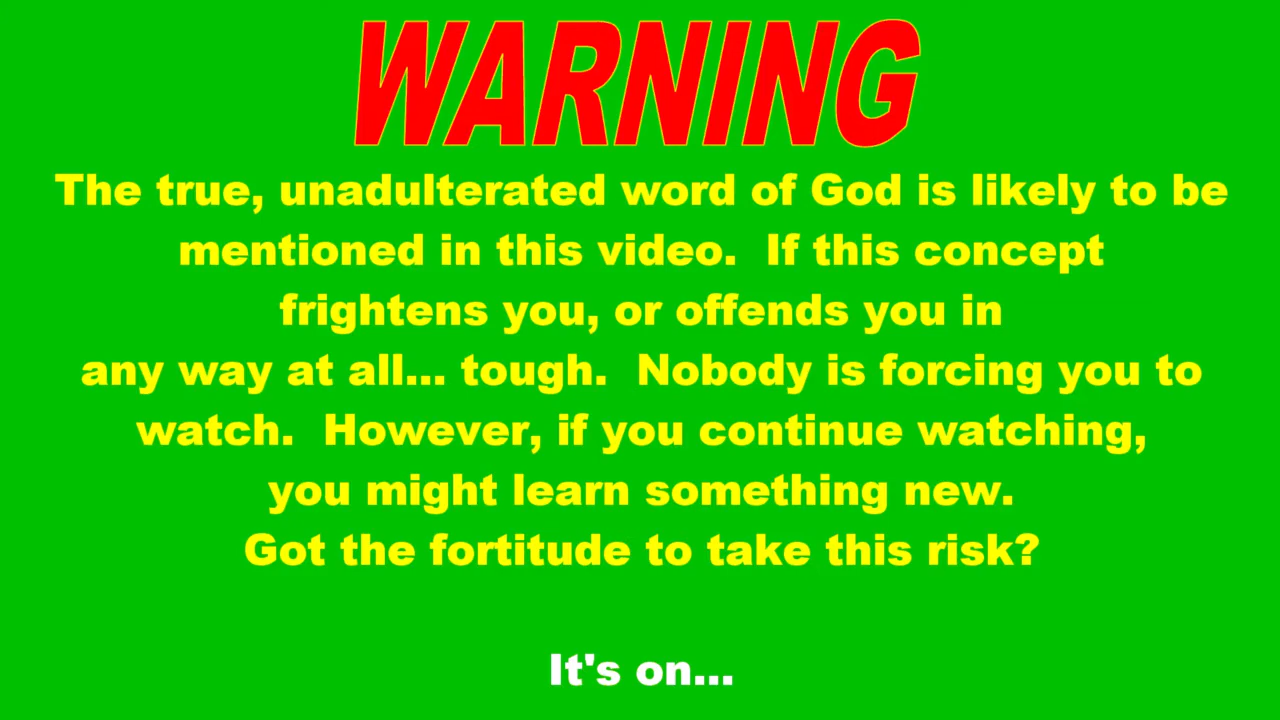 WARNING
The true, unadulterated word of God is likely to be
mentioned in this video.  If this concept
frightens you, or offends you in
any way at all... tough.  Nobody is forcing you to
watch.  However, if you continue watching,
you might learn something new.
Got the fortitude to take this risk?
It's on...